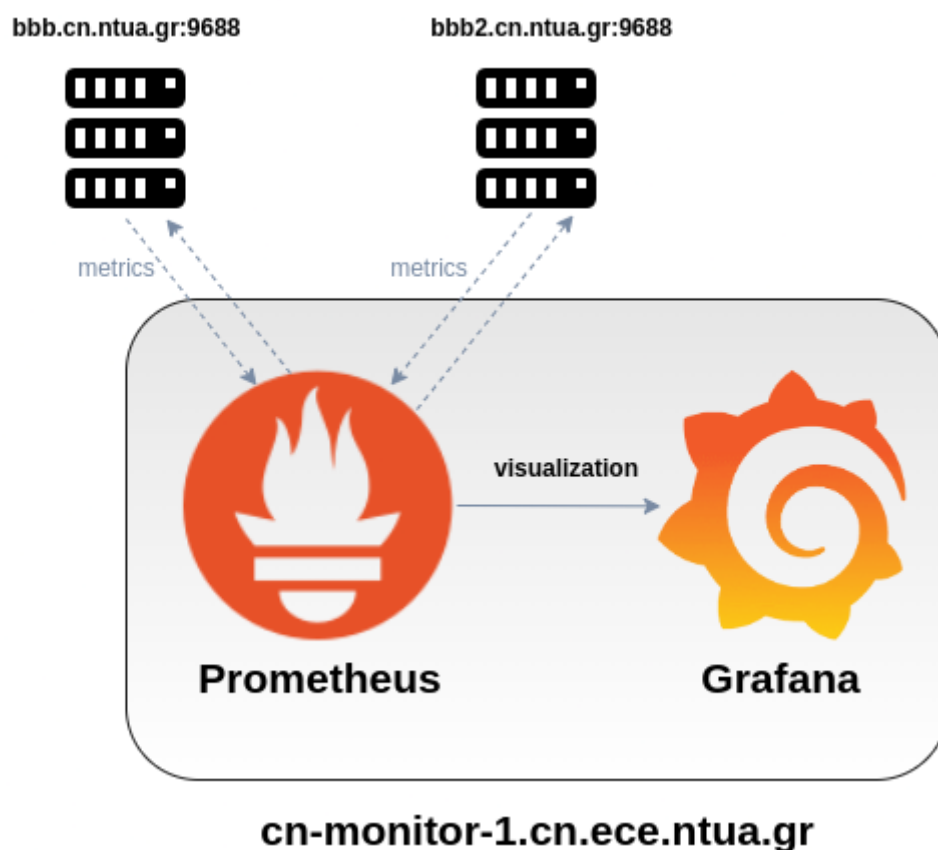 bbb.cn.ntua.gr:9688
bbb2.cn.ntua.gr:9688
metrics
metrics
visualization
Prometheus
Grafana
cn-monitor-1.cn.ece.ntua.gr